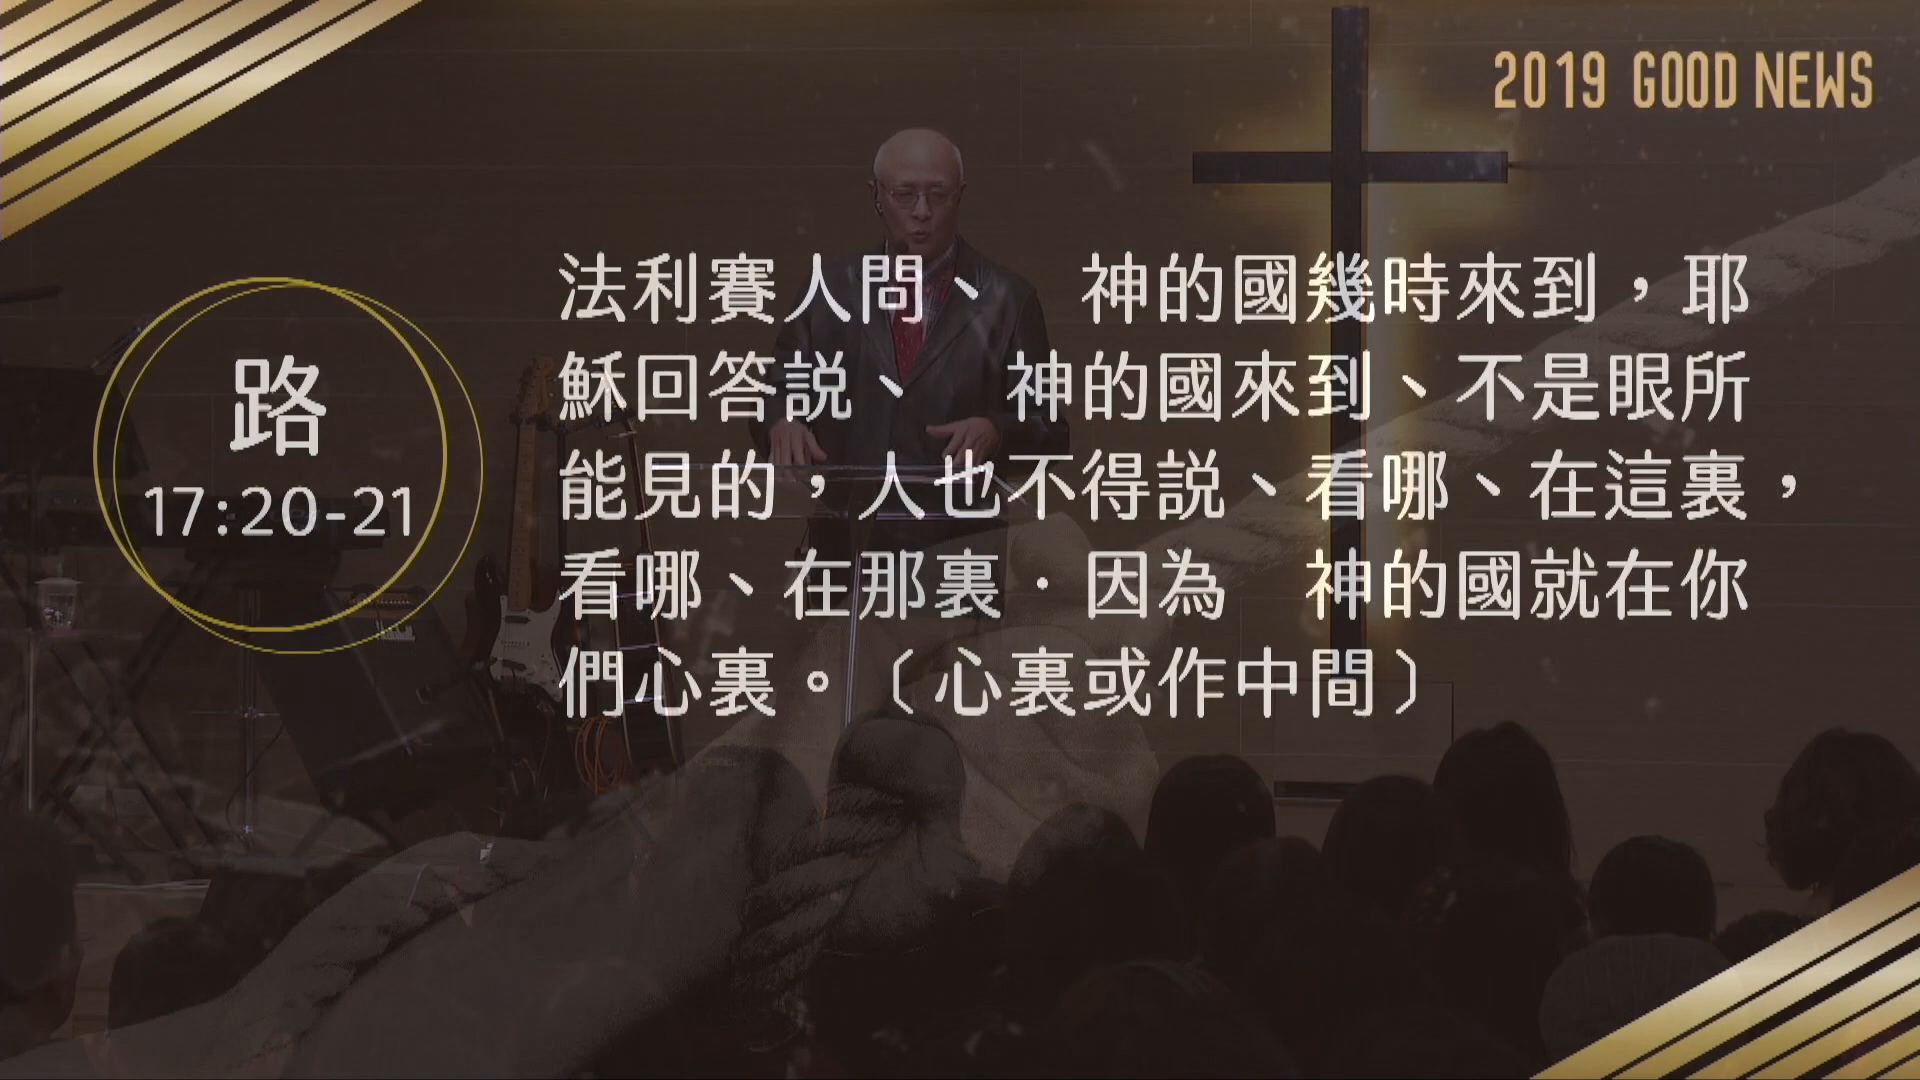 2019 GOOD NEWS
路
17:20-21
法利賽人問、　神的國幾時來到，耶
穌回答説、　神的國來到、不是眼所
能見的，人也不得説、看哪、在這裏，
看哪、在那裏．因為　神的國就在你
們心裏。〔心裏或作中間〕